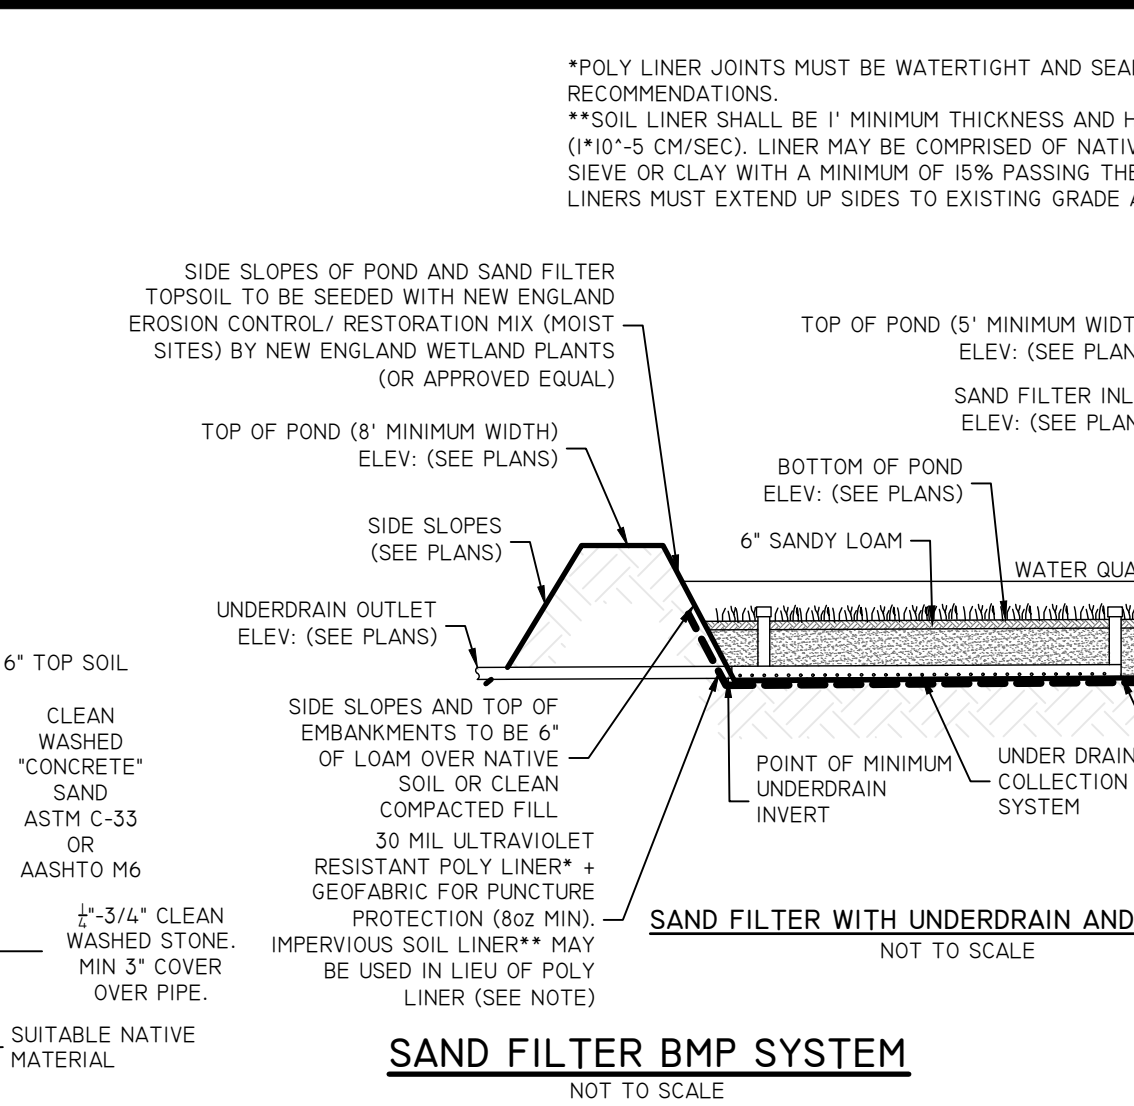 *POLY LINER JOINTS MUST BE WATERTIGHT AND
RECOMMENDATIONS.
**SOIL LINER SHALL BE 1' MINIMUM THICKNESS AND
(1*10^-5 CM/SEC). LINER MAY BE COMPRISED OF
SIEVE OR CLAY WITH A MINIMUM OF 15% PASSING
LINERS MUST EXTEND UP SIDES TO EXISTING GRADE
SIDE SLOPES OF POND AND SAND FILTER
TOPSOIL TO BE SEEDED WITH NEW ENGLAND
EROSION CONTROL/ RESTORATION MIX (MOIST
SITES) BY NEW ENGLAND WETLAND PLANTS
(OR APPROVED EQUAL)
TOP OF POND (5' MINIMUM
ELEV: (SEE
SAND FILTER
ELEV: (SEE
TOP OF POND (8' MINIMUM WIDTH)
ELEV: (SEE PLANS)
BOTTOM OF POND
ELEV: (SEE PLANS)
SIDE SLOPES
(SEE PLANS)
6" SANDY LOAM
WATER
UNDERDRAIN OUTLET
ELEV: (SEE PLANS)
6" TOP SOIL
CLEAN
WASHED
"CONCRETE"
SAND
ASTM C-33
OR
AASHTO M6
SIDE SLOPES AND TOP OF
EMBANKMENTS TO BE 6"
OF LOAM OVER NATIVE
SOIL OR CLEAN
COMPACTED FILL
POINT OF MINIMUM
UNDERDRAIN
INVERT
UNDER DRAIN
COLLECTION
SYSTEM
30 MIL ULTRAVIOLET
RESISTANT POLY LINER* +
GEOFABRIC FOR PUNCTURE
PROTECTION (8oz MIN).
IMPERVIOUS SOIL LINER** MAY
BE USED IN LIEU OF POLY
LINER (SEE NOTE)
¼"-3/4" CLEAN
WASHED STONE.
MIN 3" COVER
OVER PIPE.
SUITABLE NATIVE
MATERIAL
SAND FILTER WITH UNDERDRAIN AND
NOT TO SCALE
SAND FILTER BMP SYSTEM
NOT TO SCALE